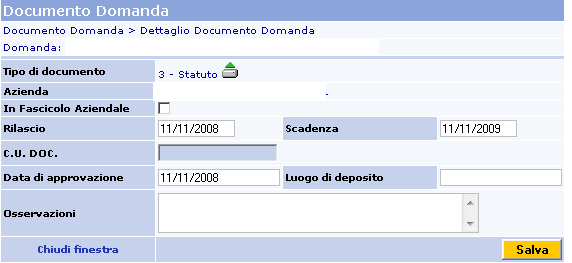 Documento Domanda
Documento Domanda > Dettaglio Documento Domanda
Domanda:
Tipo di documento 3 - Statuto
Azienda .
In Fascicolo Aziendale
Rilascio 11/11/2008 Scadenza 11/11/2009
C.U. DOC.
Data di approvazione 11/11/2008 Luogo di deposito
Osservazioni
Chiudi finestra Salva